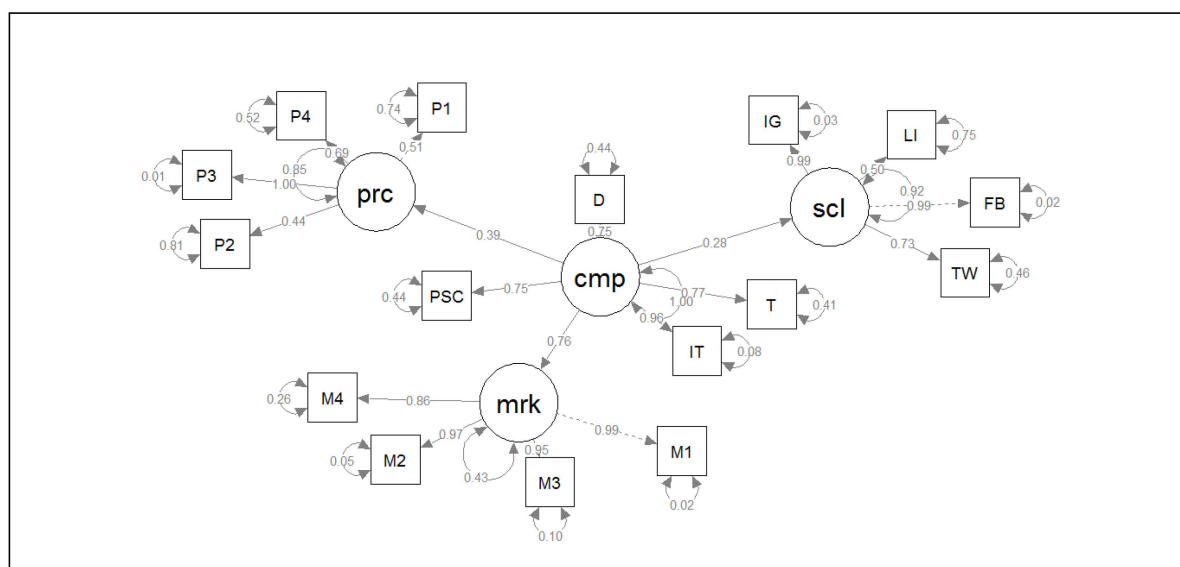 P1
0.74
P4
0.52
0.51
0.69
0.85
P3
0.01
1.00
prc
P2
0.81
0.44
IG
0.03
LI
0.75
0.99
0.50
0.92
scl
0.99
FB
0.02
0.73
TW
0.46
0.44
D
0.75
0.39
0.28
cmp
PSC
0.44
0.75
0.77
1.00
T
0.41
0.96
IT
0.08
0.76
mrk
M4
0.26
0.86
M2
0.05
0.97
0.43
0.95
M3
0.10
0.99
M1
0.02